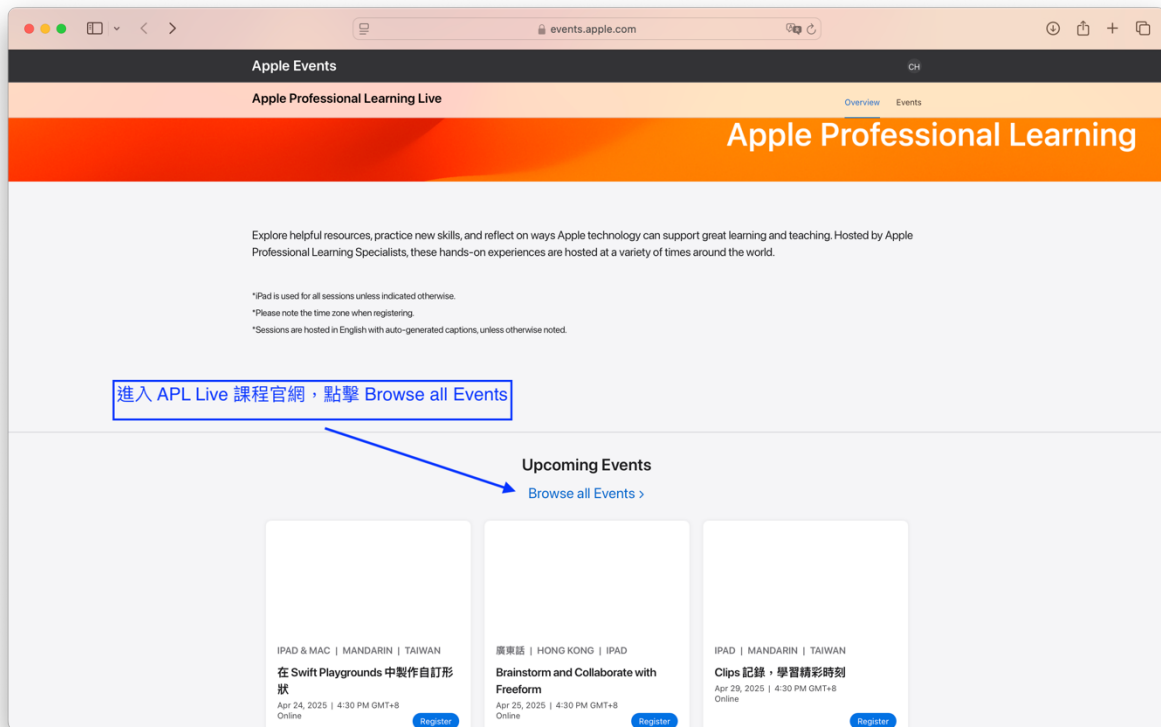 events.apple.com
Apple Events
CH
Apple Professional Learning Live
Overview
Events
Apple Professional Learning
Explore helpful resources, practice new skills, and reflect on ways Apple technology can support great learning and teaching. Hosted by Apple
Professional Learning Specialists, these hands-on experiences are hosted at a variety of times around the world.
*iPad is used for all sessions unless indicated otherwise.
*Please note the time zone when registering.
*Sessions are hosted in English with auto-generated captions, unless otherwise noted.
進入 APL Live 課程官網，點擊 Browse all Events
Upcoming Events
Browse all Events >
IPAD & MAC | MANDARIN | TAIWAN
在 Swift Playgrounds 中製作自訂形
狀
Apr 24, 2025 | 4:30 PM GMT+8
Online
Register
廣東話 | HONG KONG | IPAD
Brainstorm and Collaborate with
Freeform
Apr 25, 2025 | 4:30 PM GMT+8
Online
Register
IPAD | MANDARIN | TAIWAN
Clips 記錄，學習精彩時刻
Apr 29, 2025 | 4:30 PM GMT+8
Online
Register